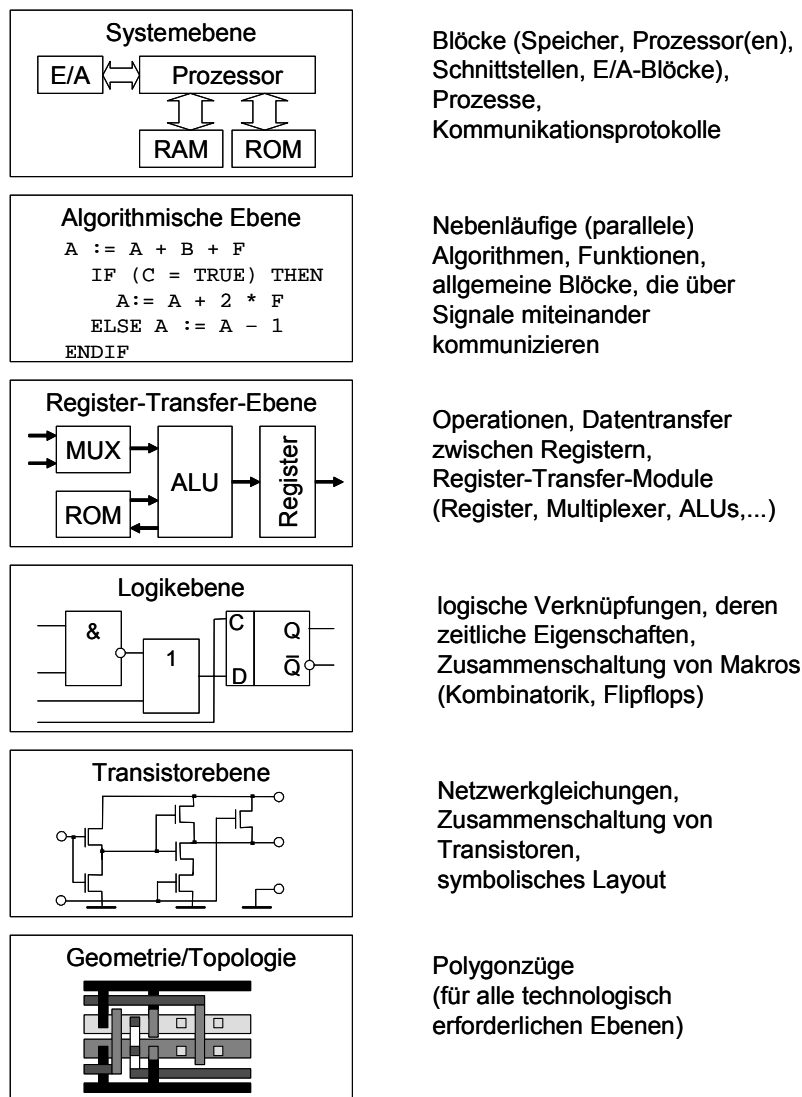 Systemebene
E/A
Prozessor
RAM
ROM
Blöcke (Speicher, Prozessor(en),
Schnittstellen, E/A-Blöcke),
Prozesse,
Kommunikationsprotokolle
Algorithmische Ebene
A := A + B + F
IF (C = TRUE) THEN
A:= A + 2 * F
ELSE A := A – 1
ENDIF
Nebenläufige (parallele)
Algorithmen, Funktionen,
allgemeine Blöcke, die über
Signale miteinander
kommunizieren
Register-Transfer-Ebene
MUX
ROM
ALU
Register
Operationen, Datentransfer
zwischen Registern,
Register-Transfer-Module
(Register, Multiplexer, ALUs,...)
Logikebene
&
1
C
D
Q
Q̅
logische Verknüpfungen, deren
zeitliche Eigenschaften,
Zusammenschaltung von Makros
(Kombinatorik, Flipflops)
Transistorebene
Netzwerkgleichungen,
Zusammenschaltung von
Transistoren,
symbolisches Layout
Geometrie/Topologie
Polygonzüge
(für alle technologisch
erforderlichen Ebenen)